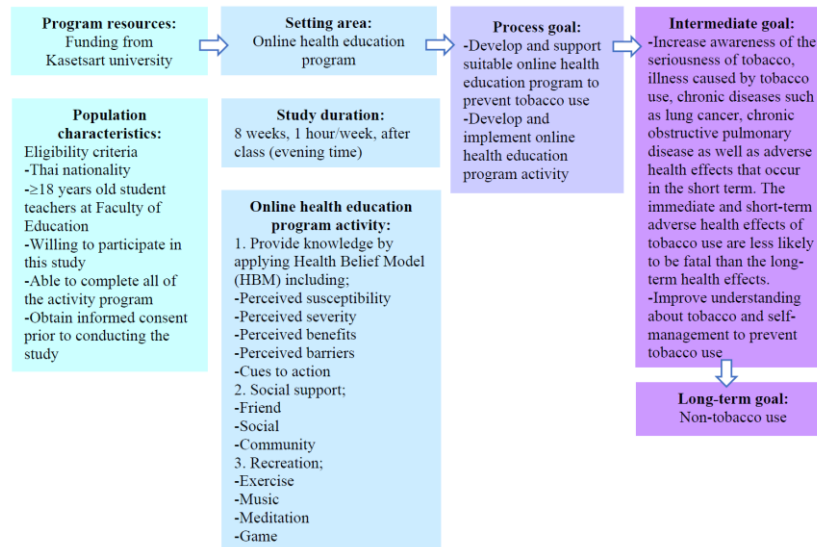 Program resources:
Funding from
Kasetsart university
Population
characteristics:
Eligibility criteria
-Thai nationality
-≥18 years old student
teachers at Faculty of
Education
-Willing to participate in
this study
-Able to complete all of
the activity program
-Obtain informed consent
prior to conducting the
study
Setting area:
Online health education
program
Study duration:
8 weeks, 1 hour/week, after
class (evening time)
Online health education
program activity:
1. Provide knowledge by
applying Health Belief Model
(HBM) including;
-Perceived susceptibility
-Perceived severity
-Perceived benefits
-Perceived barriers
-Cues to action
2. Social support;
-Friend
-Social
-Community
3. Recreation;
-Exercise
-Music
-Meditation
-Game
Process goal:
-Develop and support
suitable online health
education program to
prevent tobacco use
-Develop and
implement online
health education
program activity
Intermediate goal:
-Increase awareness of the
seriousness of tobacco,
illness caused by tobacco
use, chronic diseases such
as lung cancer, chronic
obstructive pulmonary
disease as well as adverse
health effects that occur
in the short term. The
immediate and short-term
adverse health effects of
tobacco use are less likely
to be fatal than the long-
term health effects.
-Improve understanding
about tobacco and self-
management to prevent
tobacco use
Long-term goal:
Non-tobacco use